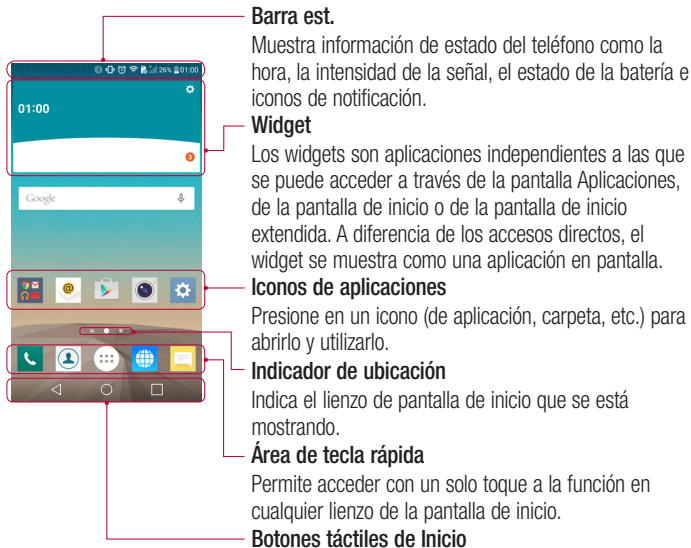 Barra est.
Muestra información de estado del teléfono como la
hora, la intensidad de la señal, el estado de la batería e
iconos de notificación.
26% 01:00
01:00
3
Widget
Los widgets son aplicaciones independientes a las que
se puede acceder a través de la pantalla Aplicaciones,
de la pantalla de inicio o de la pantalla de inicio
extendida. A diferencia de los accesos directos, el
widget se muestra como una aplicación en pantalla.
Google
Iconos de aplicaciones
Presione en un icono (de aplicación, carpeta, etc.) para
abrirlo y utilizarlo.
Indicador de ubicación
Indica el lienzo de pantalla de inicio que se está
mostrando.
Área de tecla rápida
Permite acceder con un solo toque a la función en
cualquier lienzo de la pantalla de inicio.
Botones táctiles de Inicio